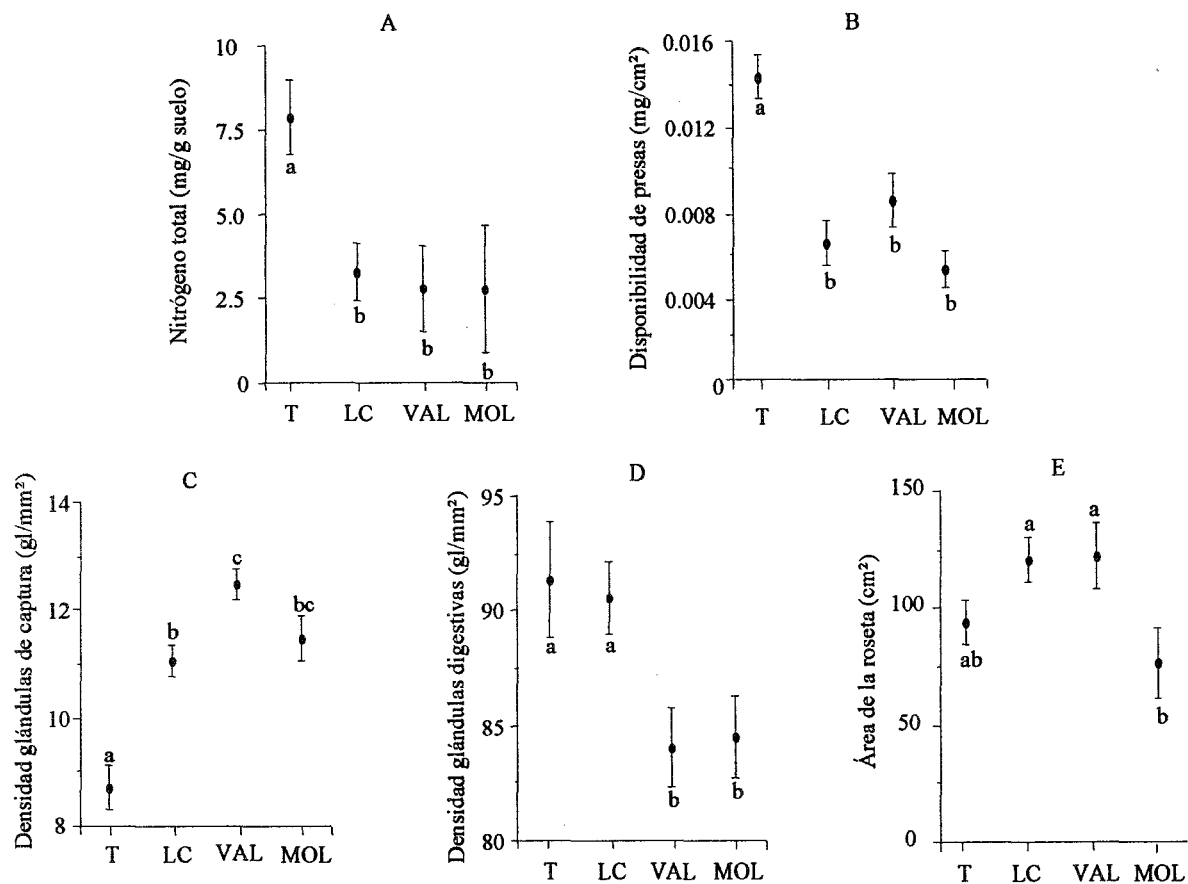 A
Nitrógeno total (mg/g suelo)
10
7.5
5.0
2.5
0
a
b
b
b
T LC VAL MOL
B
Disponibilidad de presas (mg/cm²)
0.016
0.012
0.008
0.004
0
a
b
b
b
T LC VAL MOL
C
Densidad glándulas de captura (gl/mm²)
14
12
10
8
a
b
c
bc
T LC VAL MOL
D
Densidad glándulas digestivas (gl/mm²)
95
90
85
80
a
a
b
b
T LC VAL MOL
E
Área de la roseta (cm²)
150
100
50
0
ab
a
a
b
T LC VAL MOL